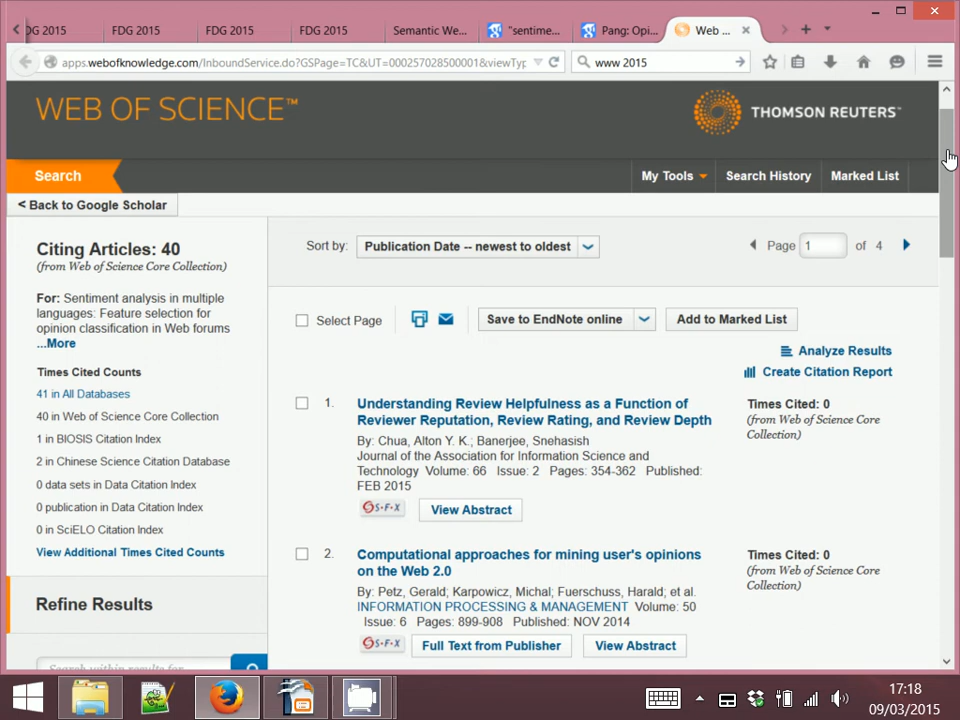 OG 2015
FDG 2015
FDG 2015
FDG 2015
Semantic We...
"sentime...
Pang: Opi...
Web ...
apps.webofknowledge.com/InboundService.do?GSPage=TC&UT=000257028500001&viewTyp
www 2015
WEB OF SCIENCE™
THOMSON REUTERS™
Search
My Tools
Search History
Marked List
< Back to Google Scholar
Citing Articles: 40
(from Web of Science Core Collection)
For: Sentiment analysis in multiple
languages: Feature selection for
opinion classification in Web forums
...More
Times Cited Counts
41 in All Databases
40 in Web of Science Core Collection
1 in BIOSIS Citation Index
2 in Chinese Science Citation Database
0 data sets in Data Citation Index
0 publication in Data Citation Index
0 in SciELO Citation Index
View Additional Times Cited Counts
Refine Results
Search within results for
Sort by: Publication Date -- newest to oldest
Page 1 of 4
Select Page
Save to EndNote online
Add to Marked List
Analyze Results
Create Citation Report
1. Understanding Review Helpfulness as a Function of
Reviewer Reputation, Review Rating, and Review Depth
By: Chua, Alton Y. K.; Banerjee, Snehasish
Journal of the Association for Information Science and
Technology Volume: 66 Issue: 2 Pages: 354-362 Published:
FEB 2015
S·F·X
View Abstract
Times Cited: 0
(from Web of Science Core
Collection)
2. Computational approaches for mining user's opinions
on the Web 2.0
By: Petz, Gerald; Karpowicz, Michal; Fuerschuss, Harald; et al.
INFORMATION PROCESSING & MANAGEMENT Volume: 50
Issue: 6 Pages: 899-908 Published: NOV 2014
S·F·X
Full Text from Publisher
View Abstract
Times Cited: 0
(from Web of Science Core
Collection)
17:18
09/03/2015